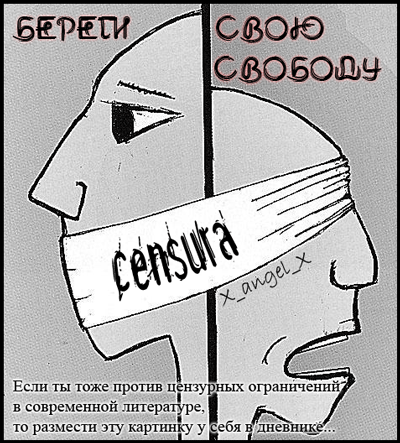 БЕРЕГИ
СВОЮ
СВОБОДУ
censura
x_angel_x
Если ты тоже против цензурных ограничений
в современной литературе,
то размести эту картинку у себя в дневнике...